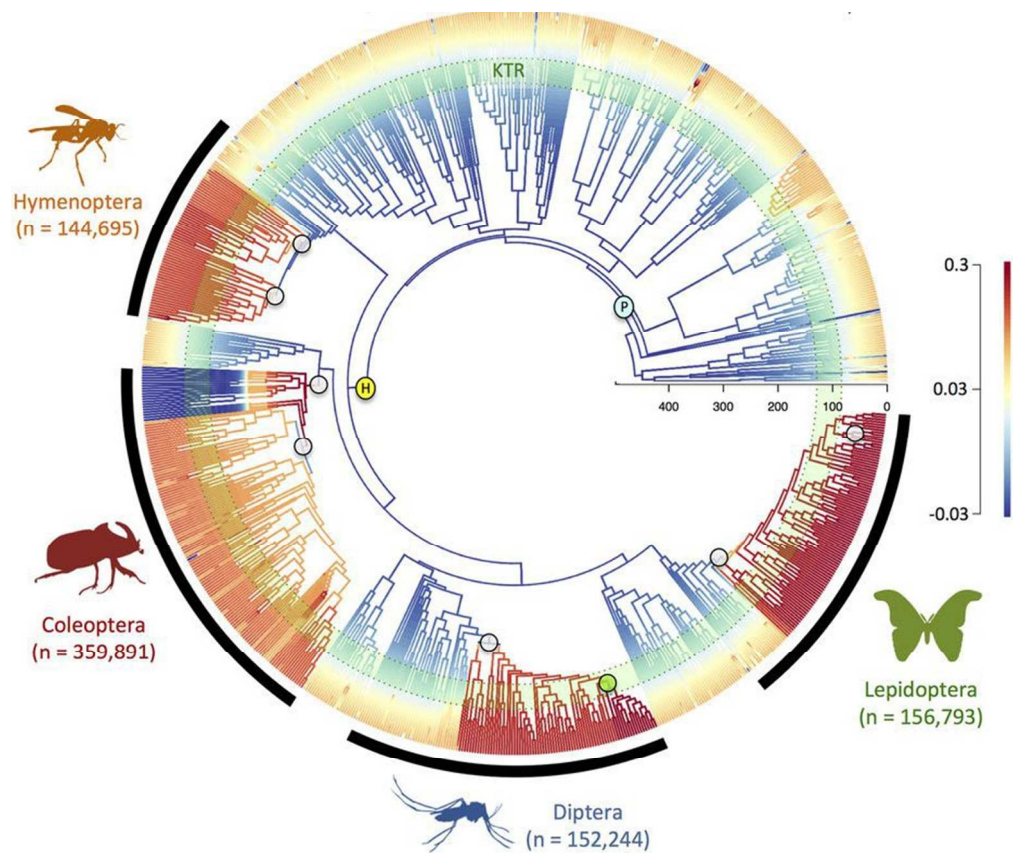 KTR
Hymenoptera
(n = 144,695)
P
H
0.3
0.03
-0.03
400 300 200 100 0
Coleoptera
(n = 359,891)
Lepidoptera
(n = 156,793)
Diptera
(n = 152,244)